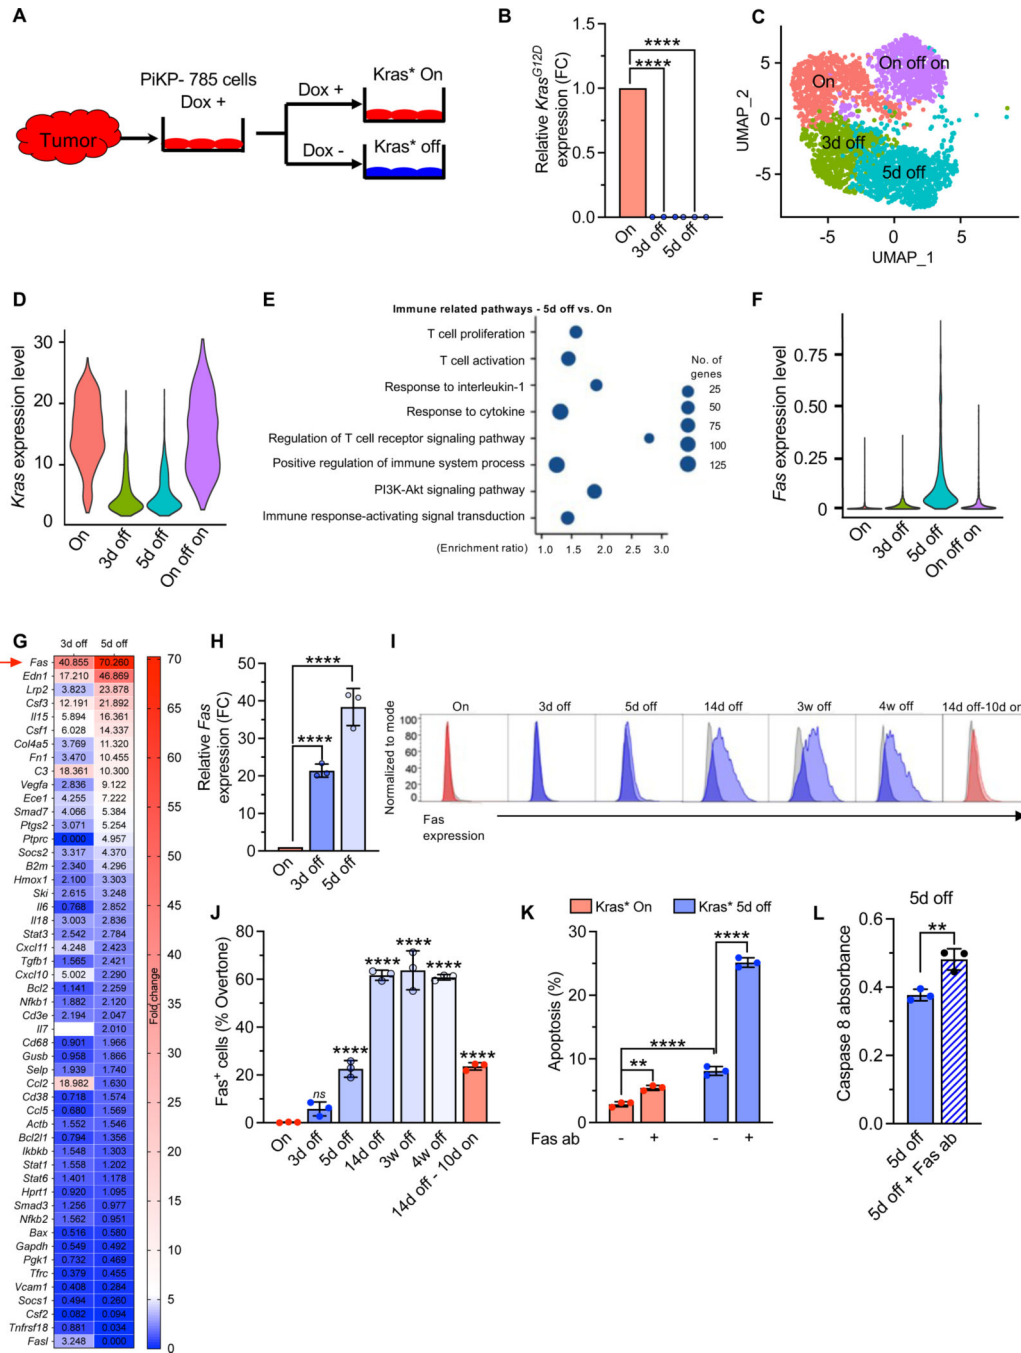 A
PiKP- 785 cells
Dox +
Tumor
Dox +
Dox -
Kras* On
Kras* off
B
Relative KrasG12D
expression (FC)
1.5
1.0
0.5
0.0
****
****
On
3d off
5d off
C
UMAP_2
5
0
-5
On
On off on
3d off
5d off
-5
0
5
UMAP_1
D
Kras expression level
30
20
10
0
On
3d off
5d off
On off on
E
Immune related pathways - 5d off vs. On
T cell proliferation
T cell activation
Response to interleukin-1
Response to cytokine
Regulation of T cell receptor signaling pathway
Positive regulation of immune system process
PI3K-Akt signaling pathway
Immune response-activating signal transduction
(Enrichment ratio)
1.0 1.5 2.0 3.0
No. of
genes
25
50
75
100
125
F
Fas expression level
0.75
0.50
0.25
0
On
3d off
5d off
On off on
G
3d off 5d off
Fas 40.855 70.260
Edn1 17.210 46.869
Lrp2 3.823 23.878
Csf3 12.191 21.892
Il15 5.894 16.361
Csf1 6.028 14.337
Col4a5 3.769 11.320
Fn1 3.470 10.455
C3 18.361 10.300
Vegfa 2.836 9.122
Ece1 4.255 7.222
Smad7 4.066 5.384
Ptgs2 3.071 5.254
Ptprc 0.000 4.957
Socs2 3.317 4.370
B2m 2.340 4.296
Hmox1 2.100 3.303
Ski 2.615 3.248
Il6 0.768 2.852
Il18 3.003 2.836
Stat3 2.542 2.784
Cxcl11 4.248 2.423
Tgfb1 1.565 2.421
Cxcl10 5.002 2.290
Bcl2 1.141 2.259
Nfkb1 1.882 2.120
Cd3e 2.194 2.047
Il7 2.010
Cd68 0.901 1.966
Gusb 0.958 1.866
Selp 1.939 1.740
Ccl2 18.982 1.630
Cd38 0.718 1.574
Ccl5 0.680 1.569
Actb 1.552 1.546
Bcl2l1 0.794 1.356
Ikbkb 1.548 1.303
Stat1 1.558 1.202
Stat6 1.401 1.178
Hprt1 0.920 1.095
Smad3 1.256 0.977
Nfkb2 1.562 0.951
Bax 0.516 0.580
Gapdh 0.549 0.492
Pgk1 0.732 0.469
Tfrc 0.379 0.455
Vcam1 0.408 0.284
Socs1 0.494 0.260
Csf2 0.082 0.094
Tnfrsf18 0.881 0.034
Fasl 3.248 0.000
70
65
60
55
50
45
40
35
30
25
20
15
10
5
0
Fold change
H
Relative Fas
expression (FC)
50
40
30
20
10
0
****
****
On
3d off
5d off
I
Normalized to mode
100
80
60
40
20
0
On
3d off
5d off
14d off
3w off
4w off
14d off-10d on
Fas
expression
J
Fas+ cells (% Overtone)
80
60
40
20
0
ns
****
****
****
****
****
On
3d off
5d off
14d off
3w off
4w off
14d off - 10d on
K
Kras* On
Kras* 5d off
Apoptosis (%)
30
20
10
0
**
****
****
Fas ab - + - +
L
5d off
Caspase 8 absorbance
0.6
0.4
0.2
0.0
**
5d off
5d off + Fas ab